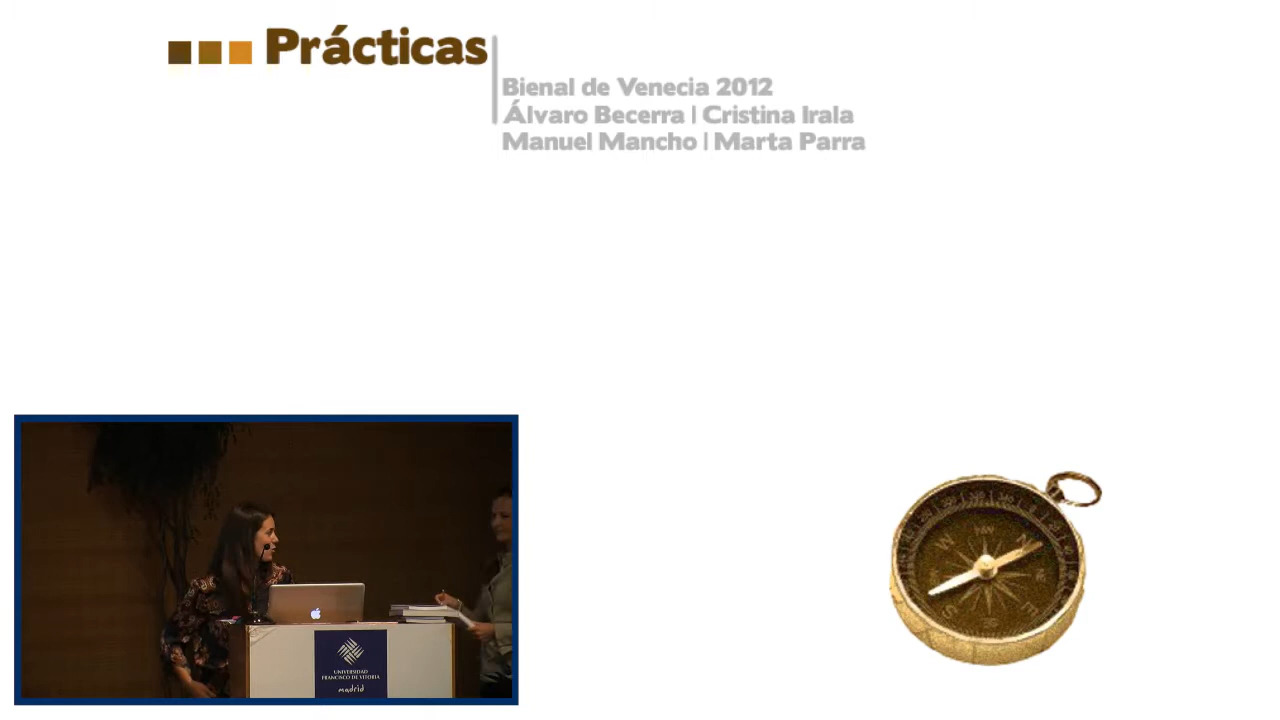 Prácticas
Bienal de Venecia 2012
Álvaro Becerra | Cristina Irala
Manuel Mancho | Marta Parra
UNIVERSIDAD
FRANCISCO DE VITORIA
madrid
N
W
S
E